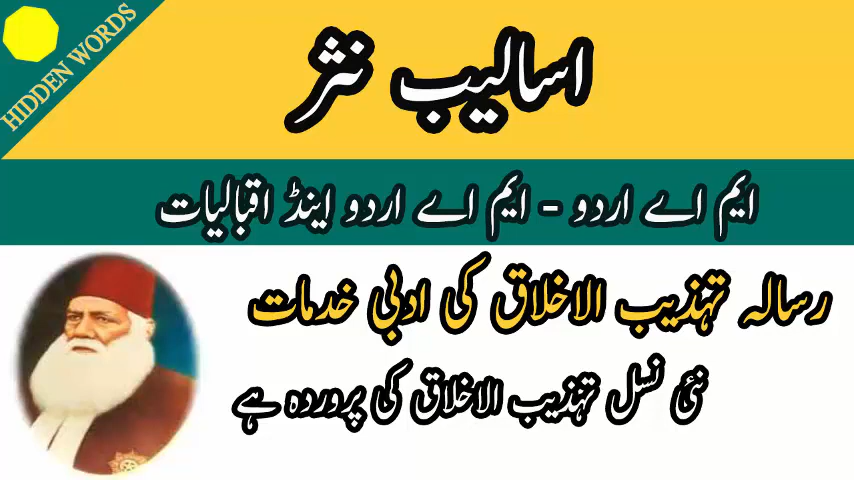 HIDDEN WORDS
اسالیب نثر
ایم اے اردو - ایم اے اردو اینڈ اقبالیات
رسالہ تہذیب الاخلاق کی ادبی خدمات
نئی نسل تہذیب الاخلاق کی پروردہ ہے